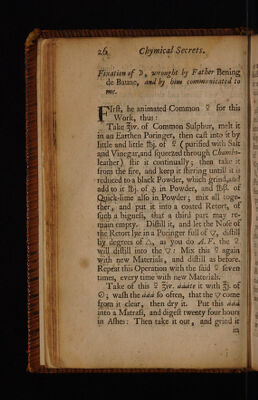 26 Chymical Secrets.
Fixation of ☽, wrought by Father Bening
de Baune, and by him communicated to
me.
First, he animated Common ☿ for this
Work, thus:
Take ℥iv. of Common Sulphur, melt it
in an Earthen Poringer, then cast into it by
little and little ℔j. of ☿ (purified with Salt
and Vinegar, and squeezed through Chambo-
leather) stir it continually; then take it
from the fire, and keep it stirring until it is
reduced to a black Powder, which grind, and
add to it ℔j. of ♁ in Powder, and ℔ß. of
Quick-lime also in Powder; mix all toge-
ther, and put it into a coated Retort, of
such a bigness, that a third part may re-
main empty. Distill it, and let the Nose of
the Retort lye in a Poringer full of ▽, distill
by degrees of △, as you do A.F. the ☿
will distill into the ▽: Mix this ☿ again
with new Materials, and distill as before.
Repeat this Operation with the said ☿ seven
times, every time with new Materials.
Take of this ☿ ℥iv. aaate it with ℥j. of
☉; wash the aaa so often, that the ▽ come
from it clear, then dry it. Put this aaa
into a Matrass, and digest twenty four hours
in Ashes: Then take it out, and grind it
in